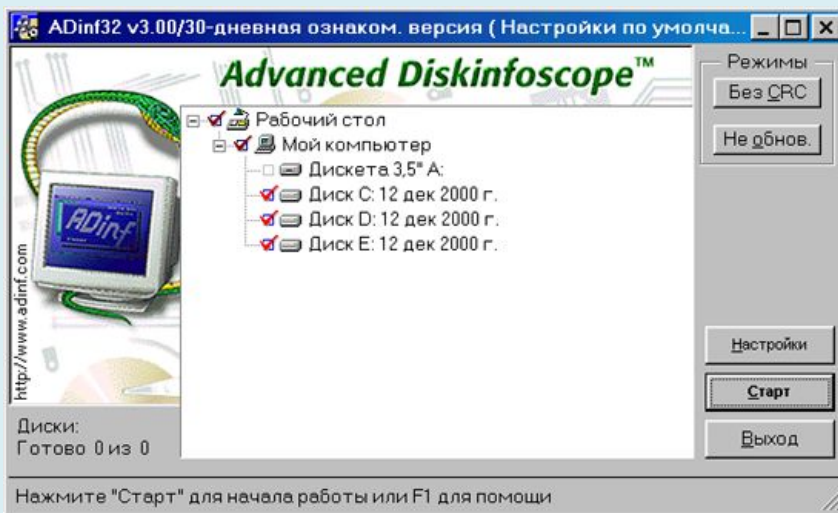 ADinf32 v3.00/30-дневная ознаком. версия ( Настройки по умолча...
Advanced Diskinfoscope™
Режимы
Без CRC
Не обнов.
Рабочий стол
Мой компьютер
Дискета 3,5" A:
Диск C: 12 дек 2000 г.
Диск D: 12 дек 2000 г.
Диск E: 12 дек 2000 г.
ADinf
http://www.adinf.com
Настройки
Старт
Выход
Диски:
Готово 0 из 0
Нажмите "Старт" для начала работы или F1 для помощи